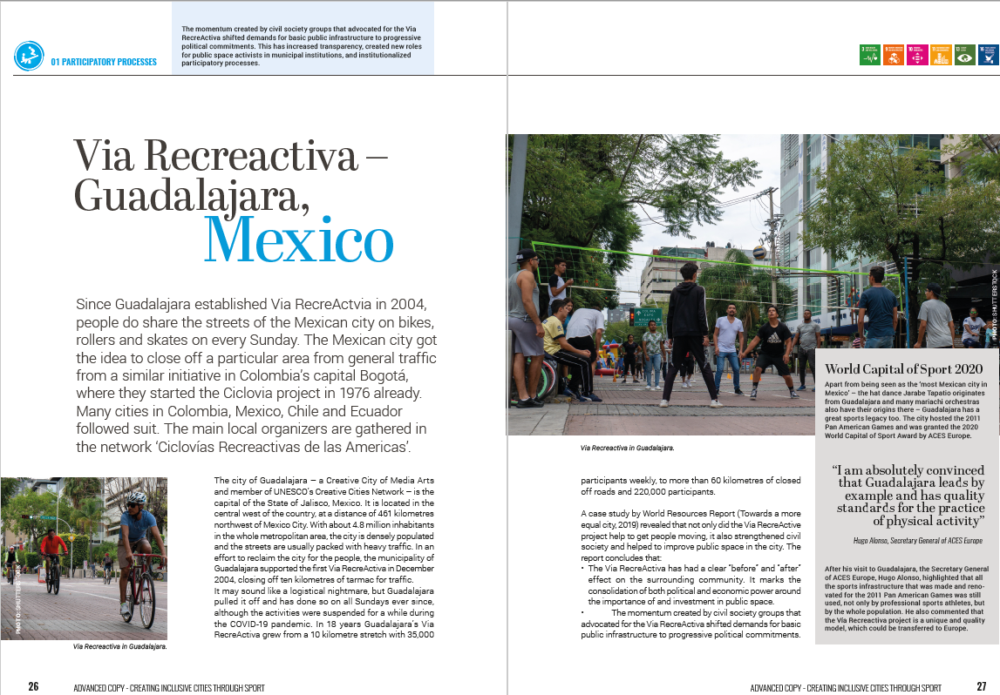 The momentum created by civil society groups that advocated for the Via
RecreActiva shifted demands for basic public infrastructure to progressive
political commitments. This has increased transparency, created new roles
for public space activists in municipal institutions, and institutionalized
participatory processes.
01 PARTICIPATORY PROCESSES
Via Recreactiva –
Guadalajara,
Mexico
Since Guadalajara established Via RecreActvia in 2004,
people do share the streets of the Mexican city on bikes,
rollers and skates on every Sunday. The Mexican city got
the idea to close off a particular area from general traffic
from a similar initiative in Colombia’s capital Bogotá,
where they started the Ciclovia project in 1976 already.
Many cities in Colombia, Mexico, Chile and Ecuador
followed suit. The main local organizers are gathered in
the network ‘Ciclovías Recreativas de las Americas’.
PHOTO: SHUTTERSTOCK
Via Recreactiva in Guadalajara.
The city of Guadalajara – a Creative City of Media Arts
and member of UNESCO’s Creative Cities Network – is the
capital of the State of Jalisco, Mexico. It is located in the
central west of the country, at a distance of 461 kilometres
northwest of Mexico City. With about 4.8 million inhabitants
in the whole metropolitan area, the city is densely populated
and the streets are usually packed with heavy traffic. In an
effort to reclaim the city for the people, the municipality of
Guadalajara supported the first Via RecreActiva in December
2004, closing off ten kilometres of tarmac for traffic.
It may sound like a logistical nightmare, but Guadalajara
pulled it off and has done so on all Sundays ever since,
although the activities were suspended for a while during
the COVID-19 pandemic. In 18 years Guadalajara’s Via
RecreActiva grew from a 10 kilometre stretch with 35,000
26
ADVANCED COPY - CREATING INCLUSIVE CITIES THROUGH SPORT
3
10
PHOTO: SHUTTERSTOCK
Via Recreactiva in Guadalajara.
participants weekly, to more than 60 kilometres of closed
off roads and 220,000 participants.
A case study by World Resources Report (Towards a more
equal city, 2019) revealed that not only did the Via RecreActive
project help to get people moving, it also strengthened civil
society and helped to improve public space in the city. The
report concludes that:
• The Via RecreActiva has had a clear “before” and “after”
effect on the surrounding community. It marks the
consolidation of both political and economic power around
the importance of and investment in public space.
• The momentum created by civil society groups that
advocated for the Via RecreActiva shifted demands for basic
public infrastructure to progressive political commitments.
World Capital of Sport 2020
Apart from being seen as the ‘most Mexican city in
Mexico’ – the hat dance Jarabe Tapatio originates
from Guadalajara and many mariachi orchestras
also have their origins there – Guadalajara has a
great sports legacy too. The city hosted the 2011
Pan American Games and was granted the 2020
World Capital of Sport Award by ACES Europe.
“I am absolutely convinced
that Guadalajara leads by
example and has quality
standards for the practice
of physical activity”
Hugo Alonso, Secretary General of ACES Europe
After his visit to Guadalajara, the Secretary General
of ACES Europe, Hugo Alonso, highlighted that all
the sports infrastructure that was made and reno-
vated for the 2011 Pan American Games was still
used, not only by professional sports athletes, but
by the whole population. He also commented that
the Vía Recreactiva project is a unique and quality
model, which could be transferred to Europe.
ADVANCED COPY - CREATING INCLUSIVE CITIES THROUGH SPORT
27